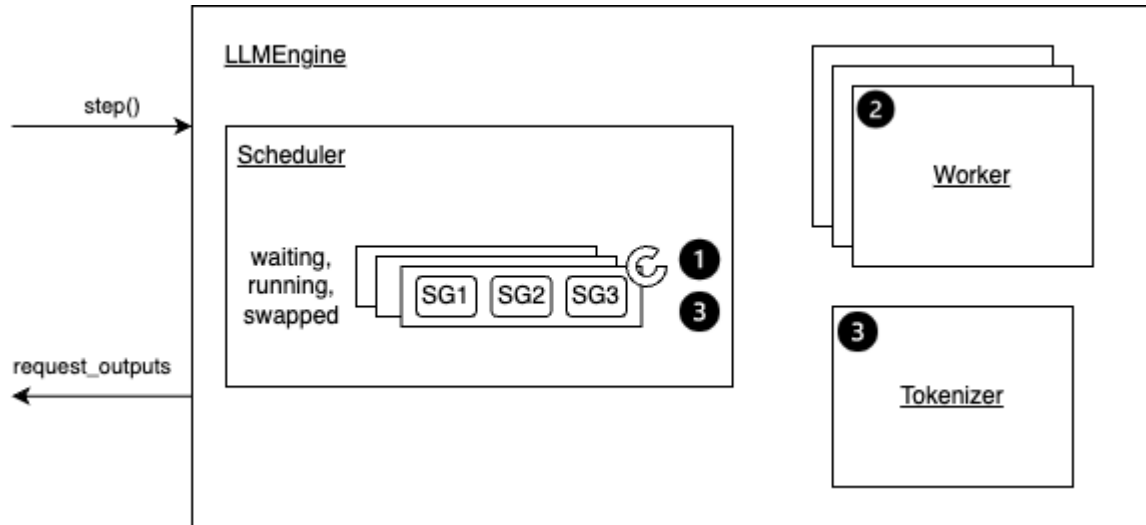 LLMEngine
step()
Scheduler
waiting,
running,
swapped
SG1 SG2 SG3
1
3
request_outputs
2
Worker
3
Tokenizer